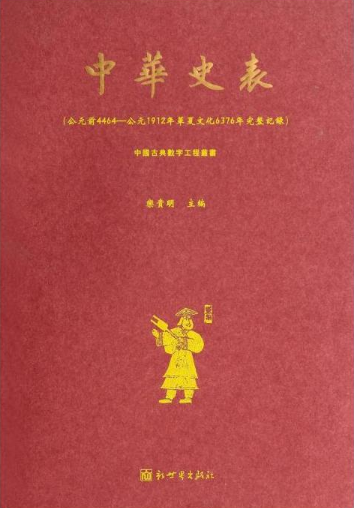 中華史表
(公元前4464—公元1912年華夏文化6376年完整記録)
中國古典數字工程叢書
欒貴明 主編
新世界出版社